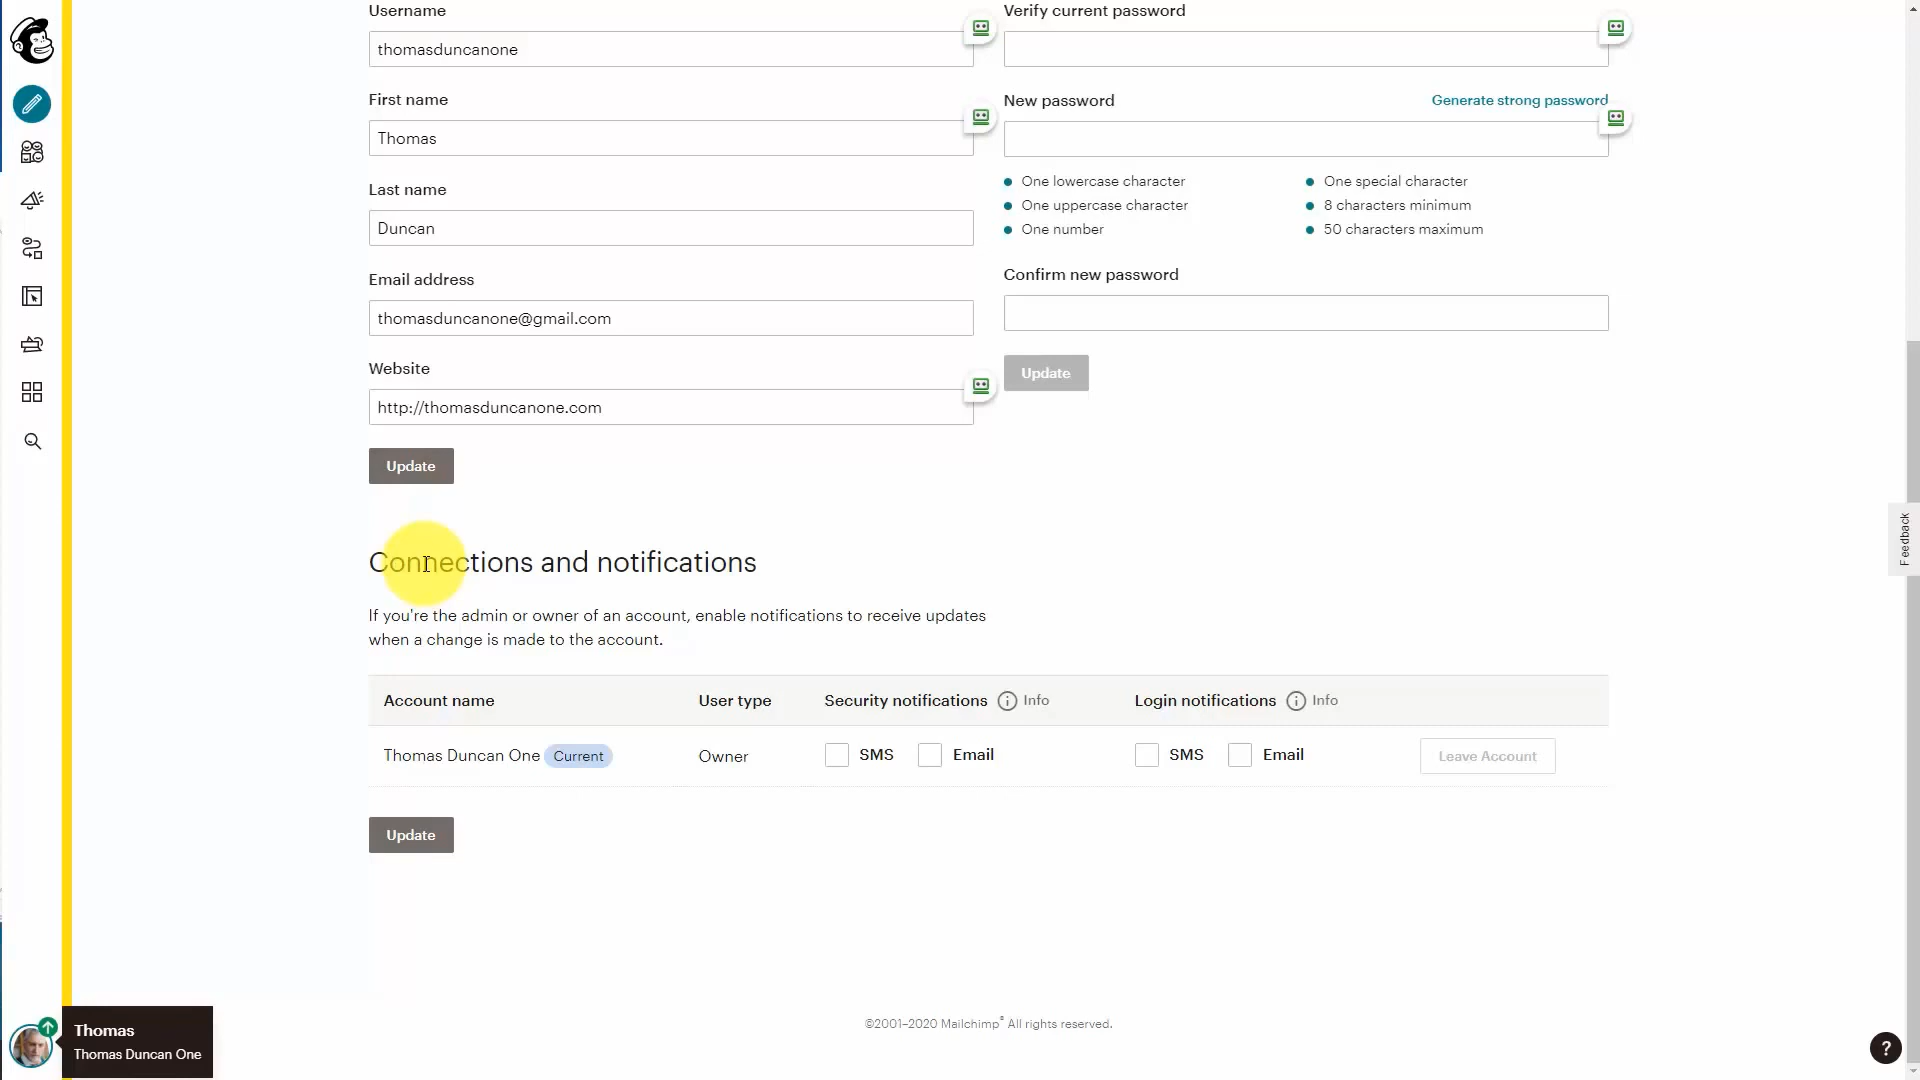 Username
thomasduncanone
First name
Thomas
Last name
Duncan
Email address
thomasduncanone@gmail.com
Website
http://thomasduncanone.com
Update
Verify current password
New password
Generate strong password
One lowercase character
One uppercase character
One number
One special character
8 characters minimum
50 characters maximum
Confirm new password
Update
Connections and notifications
If you're the admin or owner of an account, enable notifications to receive updates
when a change is made to the account.
Account name User type Security notifications i Info Login notifications i Info
Thomas Duncan One Current Owner SMS Email SMS Email Leave Account
Update
Feedback
©2001–2020 Mailchimp® All rights reserved.
Thomas
Thomas Duncan One
?